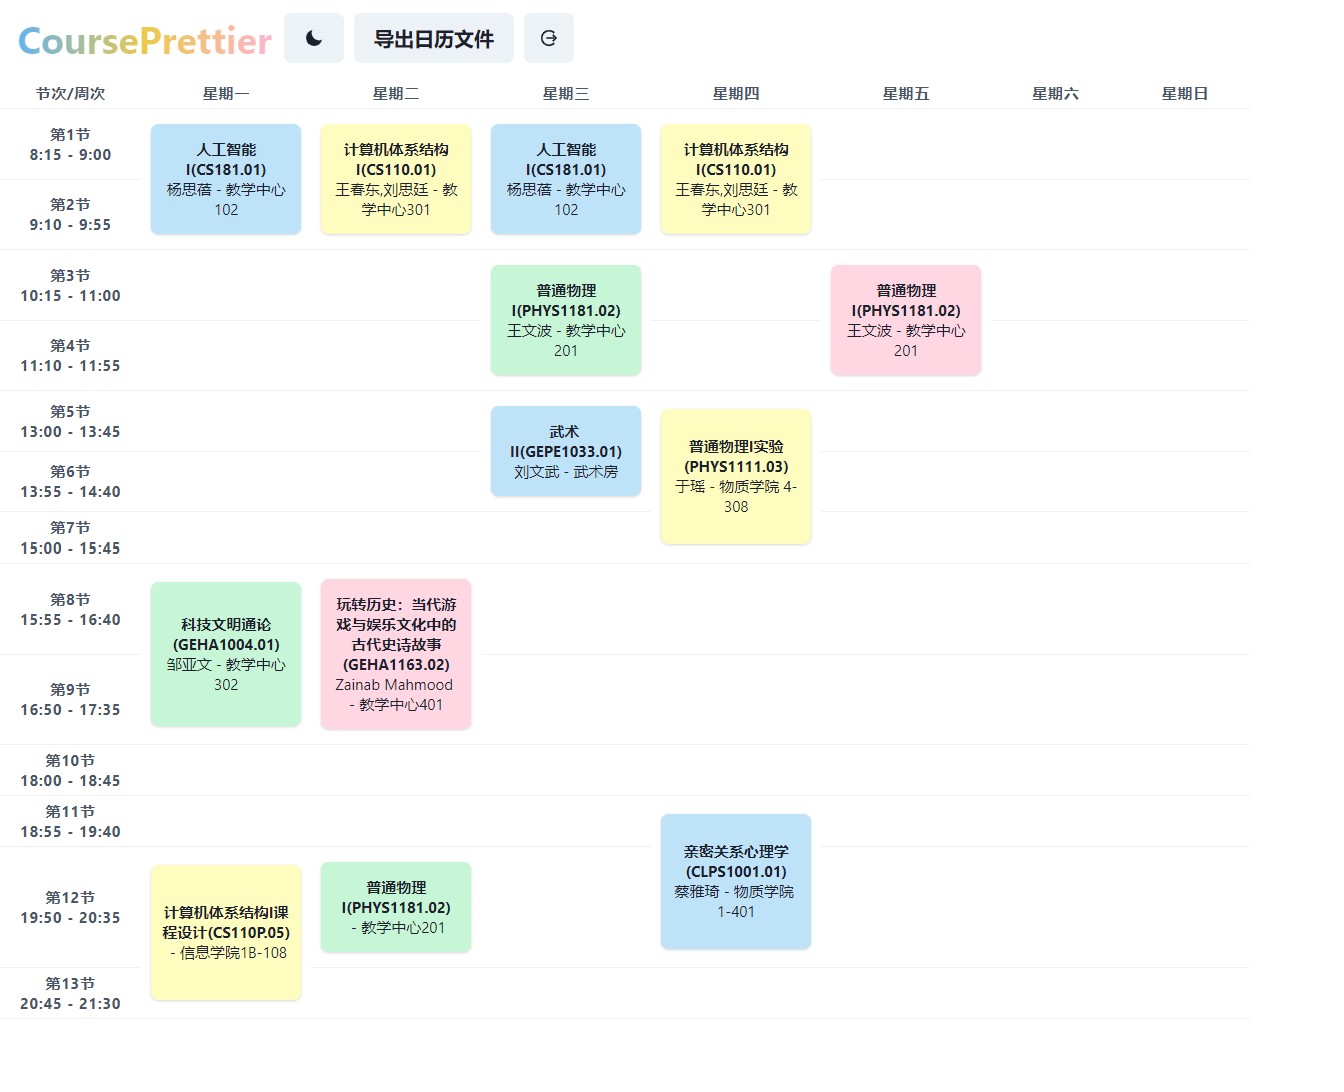 CoursePrettier
导出日历文件
节次/周次 星期一 星期二 星期三 星期四 星期五 星期六 星期日
第1节
8:15 - 9:00
人工智能
I(CS181.01)
杨思蓓 - 教学中心
102
计算机体系结构
I(CS110.01)
王春东,刘思廷 - 教
学中心301
人工智能
I(CS181.01)
杨思蓓 - 教学中心
102
计算机体系结构
I(CS110.01)
王春东,刘思廷 - 教
学中心301
第2节
9:10 - 9:55
第3节
10:15 - 11:00
普通物理
I(PHYS1181.02)
王文波 - 教学中心
201
普通物理
I(PHYS1181.02)
王文波 - 教学中心
201
第4节
11:10 - 11:55
第5节
13:00 - 13:45
武术
II(GEPE1033.01)
刘文武 - 武术房
普通物理I实验
(PHYS1111.03)
于瑶 - 物质学院 4-
308
第6节
13:55 - 14:40
第7节
15:00 - 15:45
第8节
15:55 - 16:40
科技文明通论
(GEHA1004.01)
邹亚文 - 教学中心
302
玩转历史：当代游
戏与娱乐文化中的
古代史诗故事
(GEHA1163.02)
Zainab Mahmood
- 教学中心401
第9节
16:50 - 17:35
第10节
18:00 - 18:45
第11节
18:55 - 19:40
亲密关系心理学
(CLPS1001.01)
蔡雅琦 - 物质学院
1-401
第12节
19:50 - 20:35
计算机体系结构I课
程设计(CS110P.05)
- 信息学院1B-108
普通物理
I(PHYS1181.02)
- 教学中心201
第13节
20:45 - 21:30